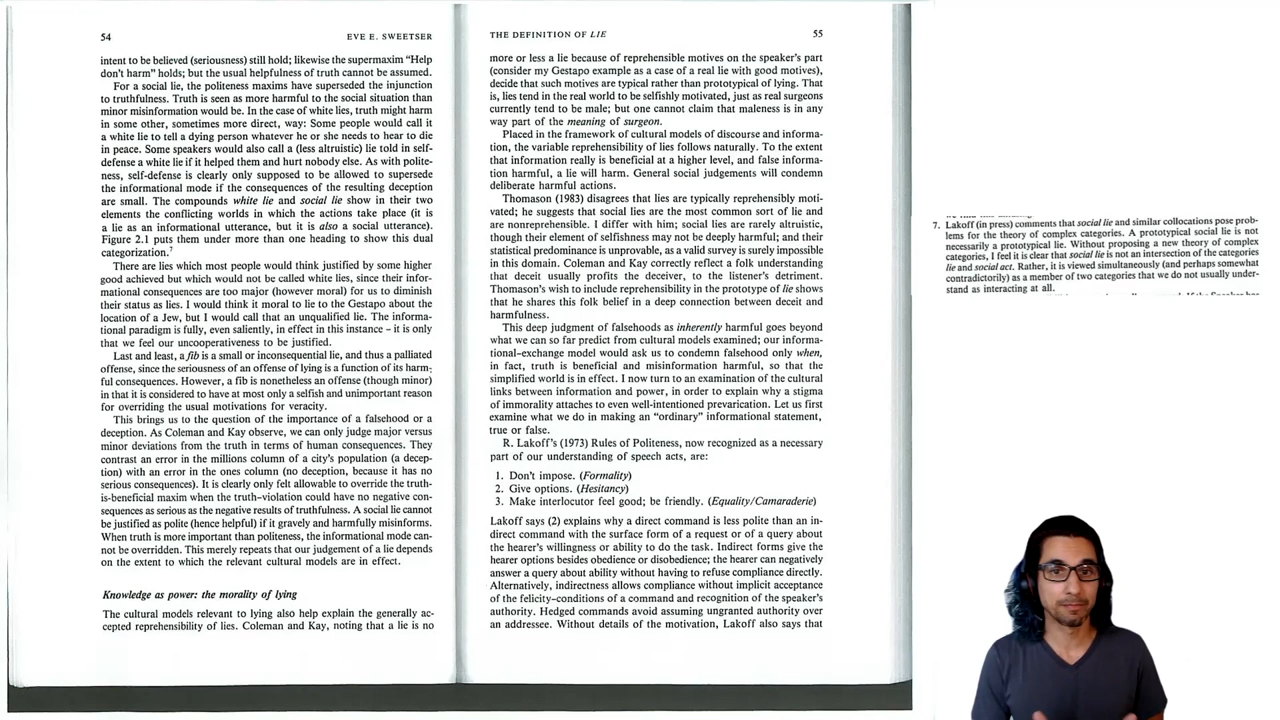 54
EVE E. SWEETSER
intent to be believed (seriousness) still hold; likewise the supermaxim “Help
don't harm” holds; but the usual helpfulness of truth cannot be assumed.
For a social lie, the politeness maxims have superseded the injunction
to truthfulness. Truth is seen as more harmful to the social situation than
minor misinformation would be. In the case of white lies, truth might harm
in some other, sometimes more direct, way: Some people would call it
a white lie to tell a dying person whatever he or she needs to hear to die
in peace. Some speakers would also call a (less altruistic) lie told in self-
defense a white lie if it helped them and hurt nobody else. As with polite-
ness, self-defense is clearly only supposed to be allowed to supersede
the informational mode if the consequences of the resulting deception
are small. The compounds white lie and social lie show in their two
elements the conflicting worlds in which the actions take place (it is
a lie as an informational utterance, but it is also a social utterance).
Figure 2.1 puts them under more than one heading to show this dual
categorization.7
There are lies which most people would think justified by some higher
good achieved but which would not be called white lies, since their infor-
mational consequences are too major (however moral) for us to diminish
their status as lies. I would think it moral to lie to the Gestapo about the
location of a Jew, but I would call that an unqualified lie. The informa-
tional paradigm is fully, even saliently, in effect in this instance – it is only
that we feel our uncooperativeness to be justified.
Last and least, a fib is a small or inconsequential lie, and thus a palliated
offense, since the seriousness of an offense of lying is a function of its harm-
ful consequences. However, a fib is nonetheless an offense (though minor)
in that it is considered to have at most only a selfish and unimportant reason
for overriding the usual motivations for veracity.
This brings us to the question of the importance of a falsehood or a
deception. As Coleman and Kay observe, we can only judge major versus
minor deviations from the truth in terms of human consequences. They
contrast an error in the millions column of a city's population (a decep-
tion) with an error in the ones column (no deception, because it has no
serious consequences). It is clearly only felt allowable to override the truth-
is-beneficial maxim when the truth-violation could have no negative con-
sequences as serious as the negative results of truthfulness. A social lie cannot
be justified as polite (hence helpful) if it gravely and harmfully misinforms.
When truth is more important than politeness, the informational mode can-
not be overridden. This merely repeats that our judgement of a lie depends
on the extent to which the relevant cultural models are in effect.
Knowledge as power: the morality of lying
The cultural models relevant to lying also help explain the generally ac-
cepted reprehensibility of lies. Coleman and Kay, noting that a lie is no
THE DEFINITION OF LIE
55
more or less a lie because of reprehensible motives on the speaker's part
(consider my Gestapo example as a case of a real lie with good motives),
decide that such motives are typical rather than prototypical of lying. That
is, lies tend in the real world to be selfishly motivated, just as real surgeons
currently tend to be male; but one cannot claim that maleness is in any
way part of the meaning of surgeon.
Placed in the framework of cultural models of discourse and informa-
tion, the variable reprehensibility of lies follows naturally. To the extent
that information really is beneficial at a higher level, and false informa-
tion harmful, a lie will harm. General social judgements will condemn
deliberate harmful actions.
Thomason (1983) disagrees that lies are typically reprehensibly moti-
vated; he suggests that social lies are the most common sort of lie and
are nonreprehensible. I differ with him; social lies are rarely altruistic,
though their element of selfishness may not be deeply harmful; and their
statistical predominance is unprovable, as a valid survey is surely impossible
in this domain. Coleman and Kay correctly reflect a folk understanding
that deceit usually profits the deceiver, to the listener's detriment.
Thomason's wish to include reprehensibility in the prototype of lie shows
that he shares this folk belief in a deep connection between deceit and
harmfulness.
This deep judgment of falsehoods as inherently harmful goes beyond
what we can so far predict from cultural models examined; our informa-
tional-exchange model would ask us to condemn falsehood only when,
in fact, truth is beneficial and misinformation harmful, so that the
simplified world is in effect. I now turn to an examination of the cultural
links between information and power, in order to explain why a stigma
of immorality attaches to even well-intentioned prevarication. Let us first
examine what we do in making an “ordinary” informational statement,
true or false.
R. Lakoff's (1973) Rules of Politeness, now recognized as a necessary
part of our understanding of speech acts, are:
1. Don't impose. (Formality)
2. Give options. (Hesitancy)
3. Make interlocutor feel good; be friendly. (Equality/Camaraderie)
Lakoff says (2) explains why a direct command is less polite than an in-
direct command with the surface form of a request or of a query about
the hearer's willingness or ability to do the task. Indirect forms give the
hearer options besides obedience or disobedience; the hearer can negatively
answer a query about ability without having to refuse compliance directly.
Alternatively, indirectness allows compliance without implicit acceptance
of the felicity-conditions of a command and recognition of the speaker's
authority. Hedged commands avoid assuming ungranted authority over
an addressee. Without details of the motivation, Lakoff also says that
7. Lakoff (in press) comments that social lie and similar collocations pose prob-
lems for the theory of complex categories. A prototypical social lie is not
necessarily a prototypical lie. Without proposing a new theory of complex
categories, I feel it is clear that social lie is not an intersection of the categories
lie and social act. Rather, it is viewed simultaneously (and perhaps somewhat
contradictorily) as a member of two categories that we do not usually under-
stand as interacting at all.